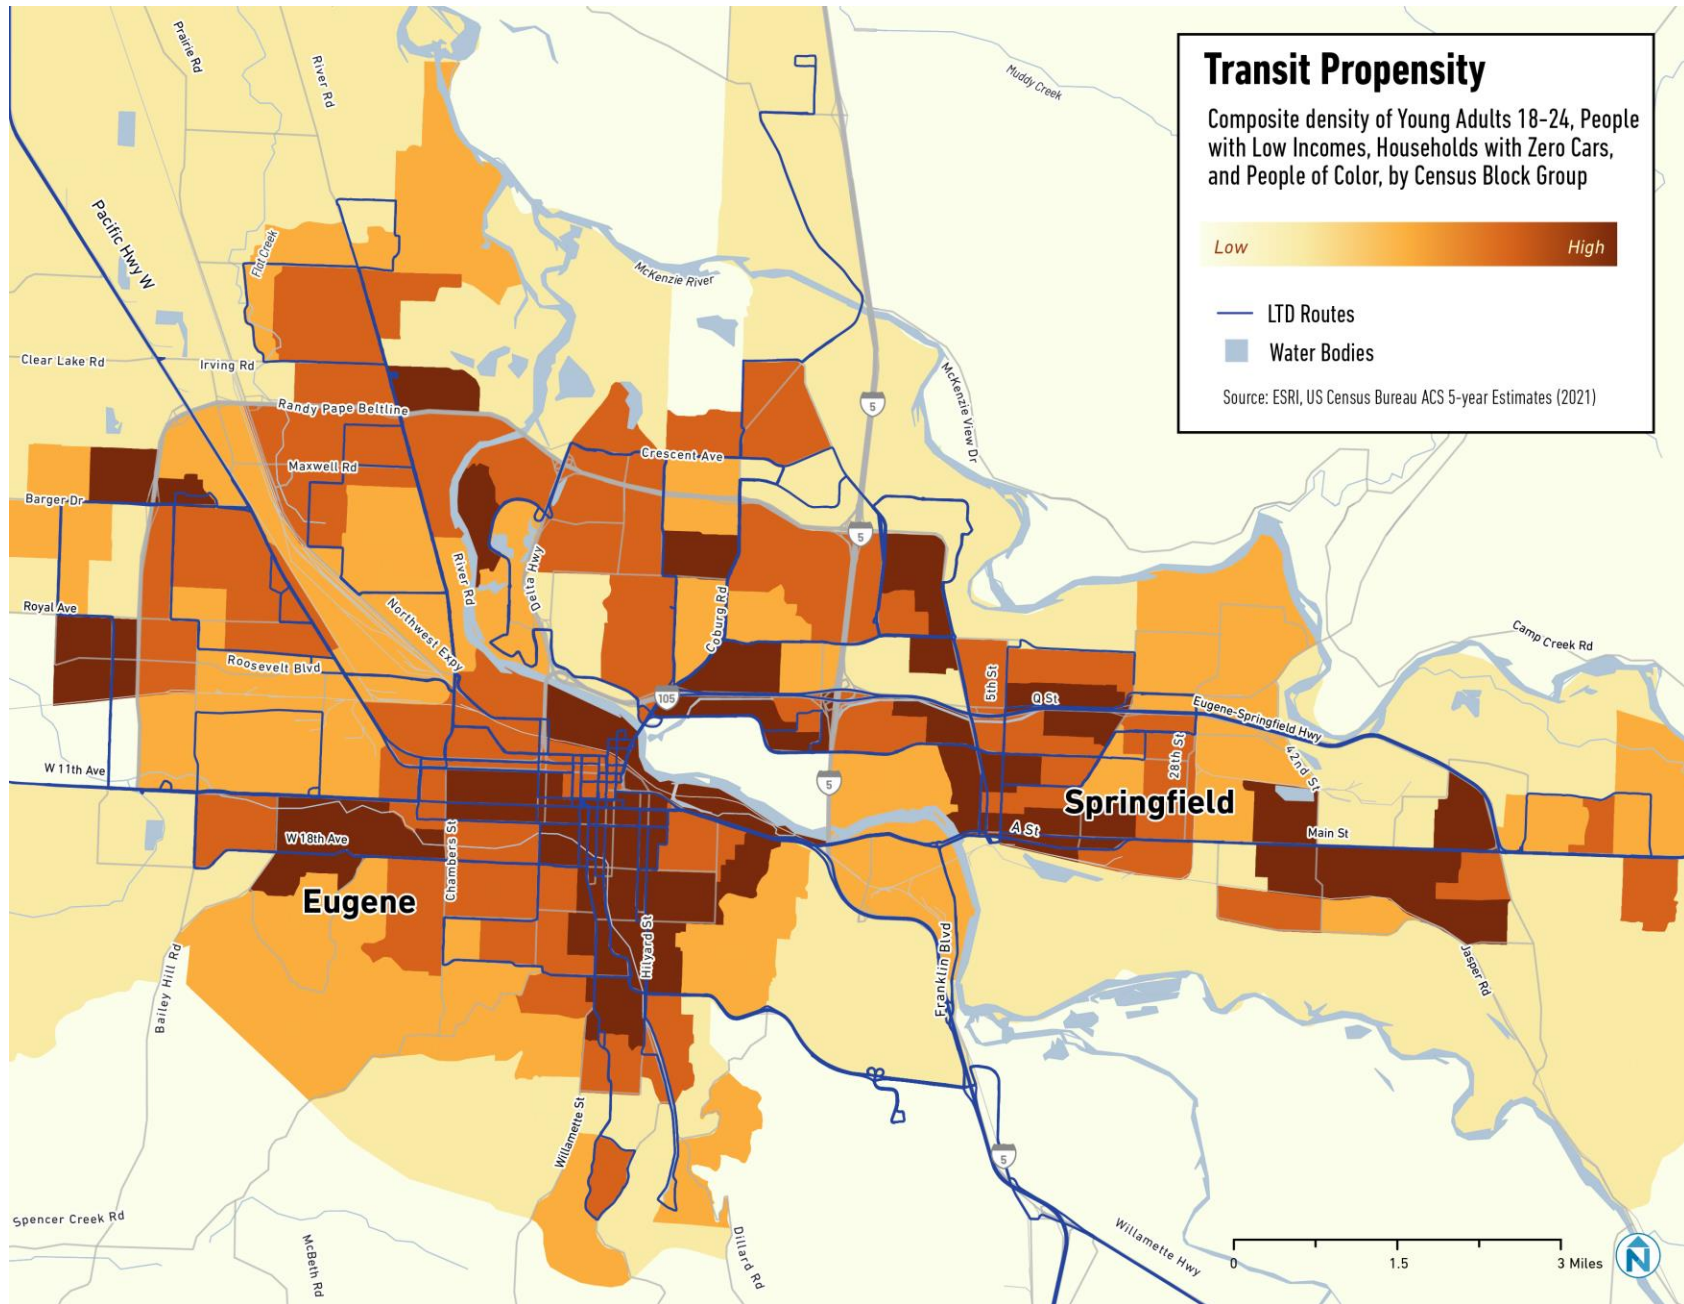 Transit Propensity
Composite density of Young Adults 18-24, People
with Low Incomes, Households with Zero Cars,
and People of Color, by Census Block Group
Low
High
LTD Routes
Water Bodies
Source: ESRI, US Census Bureau ACS 5-year Estimates (2021)
Prairie Rd
River Rd
Muddy Creek
Pacific Hwy W
Flat Creek
McKenzie River
Clear Lake Rd
Irving Rd
Randy Pape Beltline
5
McKenzie View Dr
Maxwell Rd
Crescent Ave
Barger Dr
5
River Rd
Delta Hwy
Royal Ave
Northwest Expy
Coburg Rd
Camp Creek Rd
Roosevelt Blvd
105
5th St
Q St
Eugene-Springfield Hwy
W 11th Ave
28th St
42nd St
5
Springfield
A St
Main St
W 18th Ave
Chambers St
Eugene
Hilyard St
Franklin Blvd
Bailey Hill Rd
Jasper Rd
Willamette St
5
Spencer Creek Rd
McBeth Rd
Dillard Rd
Willamette Hwy
0
1.5
3 Miles
N